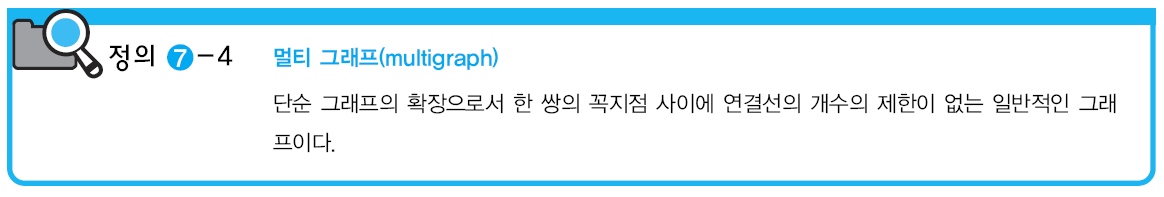 정의 7-4 멀티 그래프(multigraph)
단순 그래프의 확장으로서 한 쌍의 꼭지점 사이에 연결선의 개수의 제한이 없는 일반적인 그래
프이다.